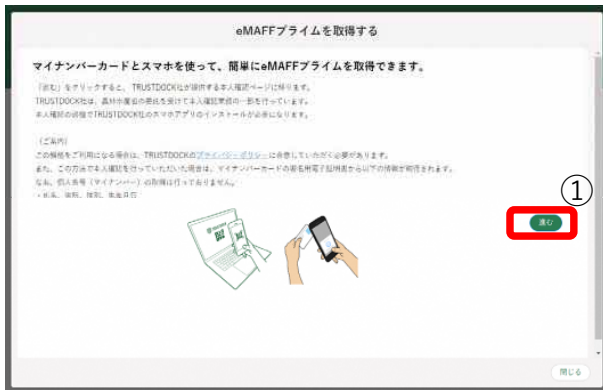 eMAFFプライムを取得する
マイナンバーカードとスマホを使って、簡単にeMAFFプライムを取得できます。
「進む」をクリックすると、TRUSTDOCK社が提供する本人確認ページに移ります。
TRUSTDOCK社は、農林水産省の委託を受けて本人確認業務の一部を行っています。
本人確認の過程でTRUSTDOCK社のスマホアプリのインストールが必要になります。
(ご案内)
この機能をご利用になる場合は、TRUSTDOCKのプライバシーポリシーに合意していただく必要があります。
また、この方法で本人確認を行っていただいた場合は、マイナンバーカードの署名用電子証明書から以下の情報が取得されます。
なお、個人番号(マイナンバー)の取得は行っておりません。
・氏名、住所、性別、生年月日
①
進む
閉じる